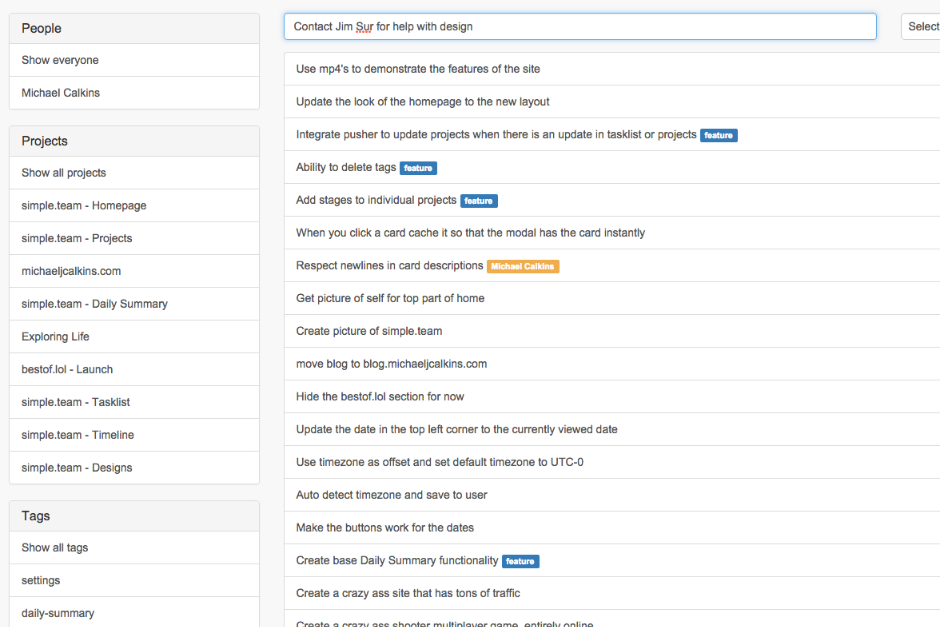 People
Show everyone
Michael Calkins
Projects
Show all projects
simple.team - Homepage
simple.team - Projects
michaeljcalkins.com
simple.team - Daily Summary
Exploring Life
bestof.lol - Launch
simple.team - Tasklist
simple.team - Timeline
simple.team - Designs
Tags
Show all tags
settings
daily-summary
Contact Jim Sur for help with design
Select
Use mp4's to demonstrate the features of the site
Update the look of the homepage to the new layout
Integrate pusher to update projects when there is an update in tasklist or projects feature
Ability to delete tags feature
Add stages to individual projects feature
When you click a card cache it so that the modal has the card instantly
Respect newlines in card descriptions Michael Calkins
Get picture of self for top part of home
Create picture of simple.team
move blog to blog.michaeljcalkins.com
Hide the bestof.lol section for now
Update the date in the top left corner to the currently viewed date
Use timezone as offset and set default timezone to UTC-0
Auto detect timezone and save to user
Make the buttons work for the dates
Create base Daily Summary functionality feature
Create a crazy ass site that has tons of traffic
Create a crazy ass shooter multiplayer game, entirely online